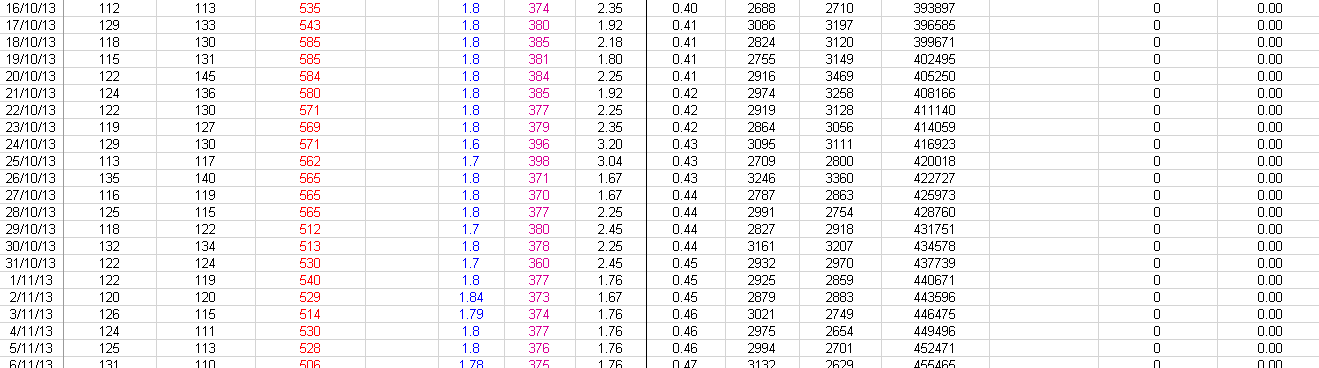 16/10/13 112 113 535 1.8 374 2.35 0.40 2688 2710 393897 0 0.00
17/10/13 129 133 543 1.8 380 1.92 0.41 3086 3197 396585 0 0.00
18/10/13 118 130 585 1.8 385 2.18 0.41 2824 3120 399671 0 0.00
19/10/13 115 131 585 1.8 381 1.80 0.41 2755 3149 402495 0 0.00
20/10/13 122 145 584 1.8 384 2.25 0.41 2916 3469 405250 0 0.00
21/10/13 124 136 580 1.8 385 1.92 0.42 2974 3258 408166 0 0.00
22/10/13 122 130 571 1.8 377 2.25 0.42 2919 3128 411140 0 0.00
23/10/13 119 127 569 1.8 379 2.35 0.42 2864 3056 414059 0 0.00
24/10/13 129 130 571 1.6 396 3.20 0.43 3095 3111 416923 0 0.00
25/10/13 113 117 562 1.7 398 3.04 0.43 2709 2800 420018 0 0.00
26/10/13 135 140 565 1.8 371 1.67 0.43 3246 3360 422727 0 0.00
27/10/13 116 119 565 1.8 370 1.67 0.44 2787 2863 425973 0 0.00
28/10/13 125 115 565 1.8 377 2.25 0.44 2991 2754 428760 0 0.00
29/10/13 118 122 512 1.7 380 2.45 0.44 2827 2918 431751 0 0.00
30/10/13 132 134 513 1.8 378 2.25 0.44 3161 3207 434578 0 0.00
31/10/13 122 124 530 1.7 360 2.45 0.45 2932 2970 437739 0 0.00
1/11/13 122 119 540 1.8 377 1.76 0.45 2925 2859 440671 0 0.00
2/11/13 120 120 529 1.84 373 1.67 0.45 2879 2883 443596 0 0.00
3/11/13 126 115 514 1.79 374 1.76 0.46 3021 2749 446475 0 0.00
4/11/13 124 111 530 1.8 377 1.76 0.46 2975 2654 449496 0 0.00
5/11/13 125 113 528 1.8 376 1.76 0.46 2994 2701 452471 0 0.00
6/11/13 131 110 506 1.78 375 1.76 0.47 3132 2629 455465 0 0.00